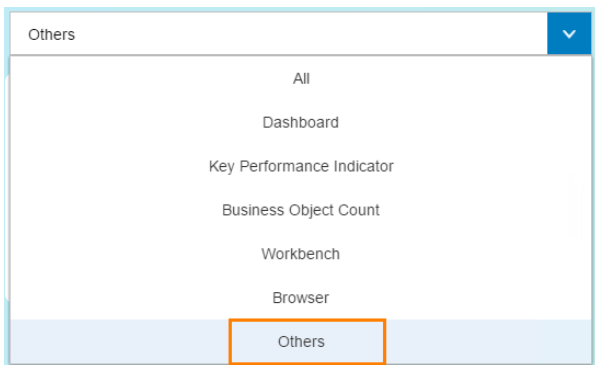 Others
All
Dashboard
Key Performance Indicator
Business Object Count
Workbench
Browser
Others